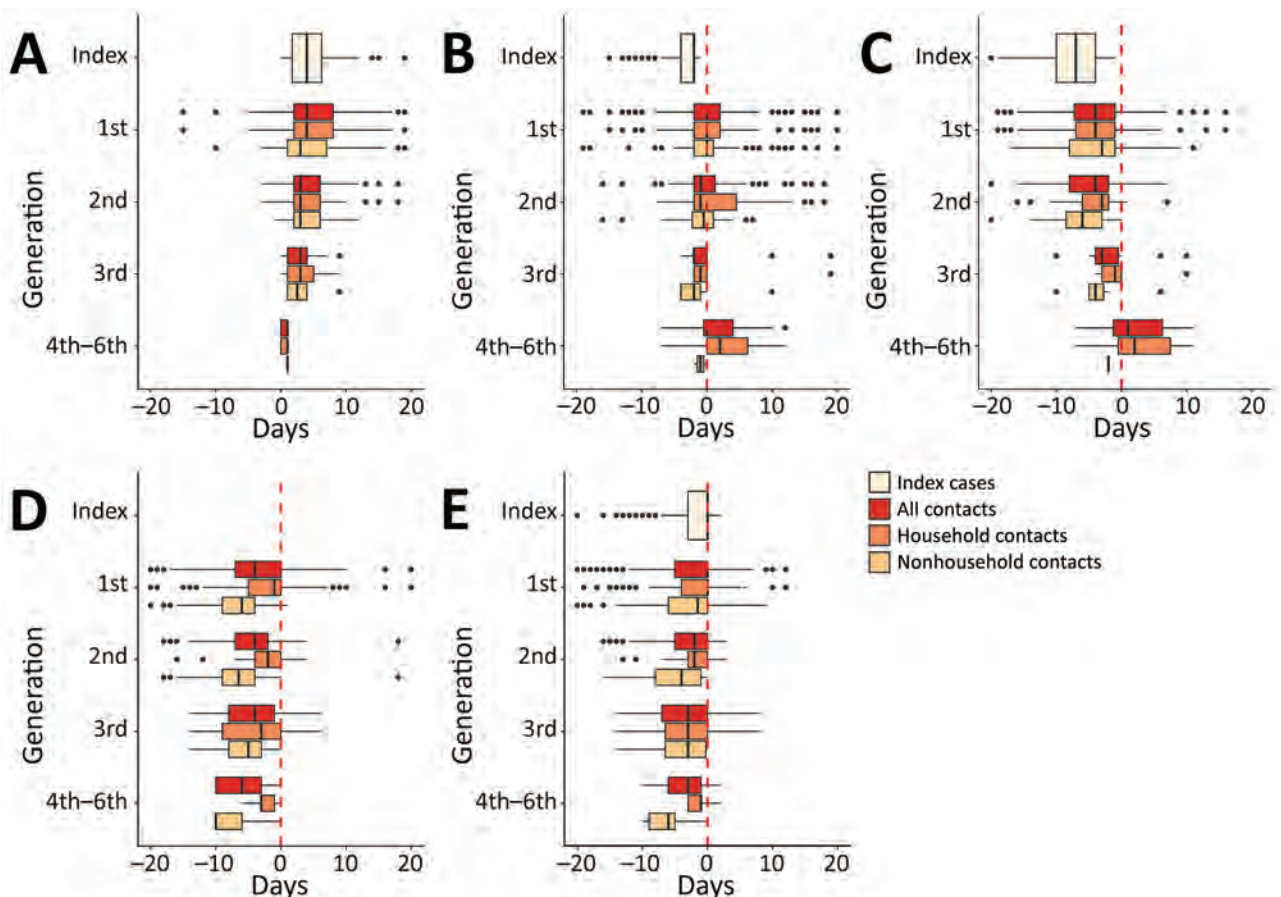 A
Index
1st
2nd
3rd
4th–6th
Generation
–20 –10 0 10 20
Days
B
Index
1st
2nd
3rd
4th–6th
Generation
–20 –10 0 10 20
Days
C
Index
1st
2nd
3rd
4th–6th
Generation
–20 –10 0 10 20
Days
D
Index
1st
2nd
3rd
4th–6th
Generation
–20 –10 0 10 20
Days
E
Index
1st
2nd
3rd
4th–6th
Generation
–20 –10 0 10 20
Days
Index cases
All contacts
Household contacts
Nonhousehold contacts